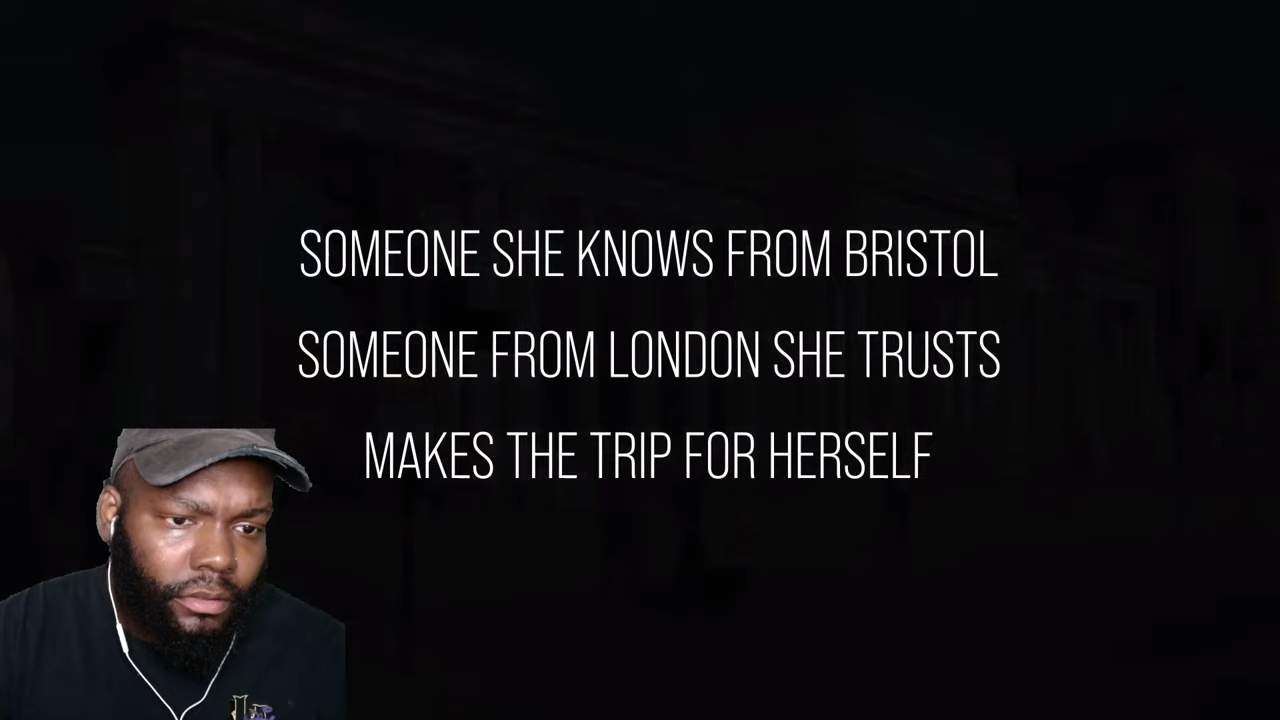 SOMEONE SHE KNOWS FROM BRISTOL
SOMEONE FROM LONDON SHE TRUSTS
MAKES THE TRIP FOR HERSELF